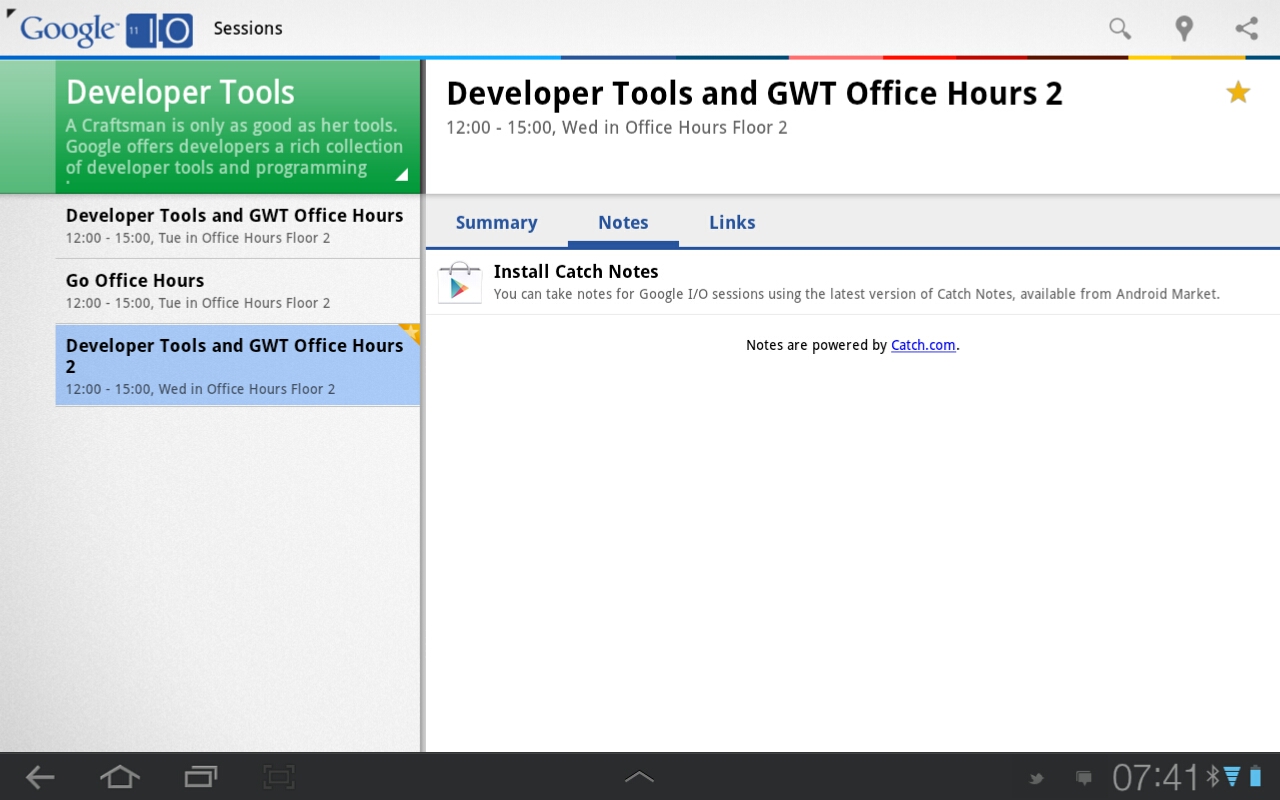 Google 11 IO Sessions
Developer Tools
A Craftsman is only as good as her tools.
Google offers developers a rich collection
of developer tools and programming
Developer Tools and GWT Office Hours
12:00 - 15:00, Tue in Office Hours Floor 2
Go Office Hours
12:00 - 15:00, Tue in Office Hours Floor 2
Developer Tools and GWT Office Hours
2
12:00 - 15:00, Wed in Office Hours Floor 2
Developer Tools and GWT Office Hours 2
12:00 - 15:00, Wed in Office Hours Floor 2
Summary Notes Links
Install Catch Notes
You can take notes for Google I/O sessions using the latest version of Catch Notes, available from Android Market.
Notes are powered by Catch.com.
07:41